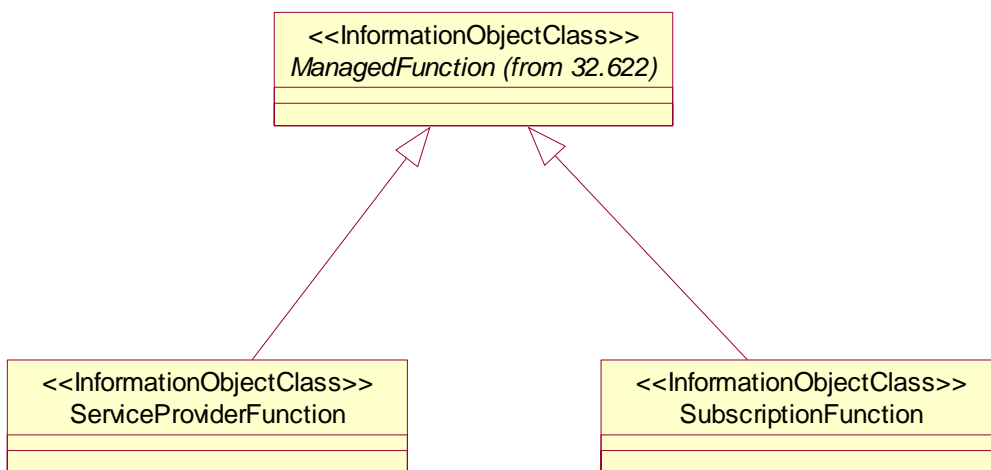 <<InformationObjectClass>>
ManagedFunction (from 32.622)
<<InformationObjectClass>>
ServiceProviderFunction
<<InformationObjectClass>>
SubscriptionFunction